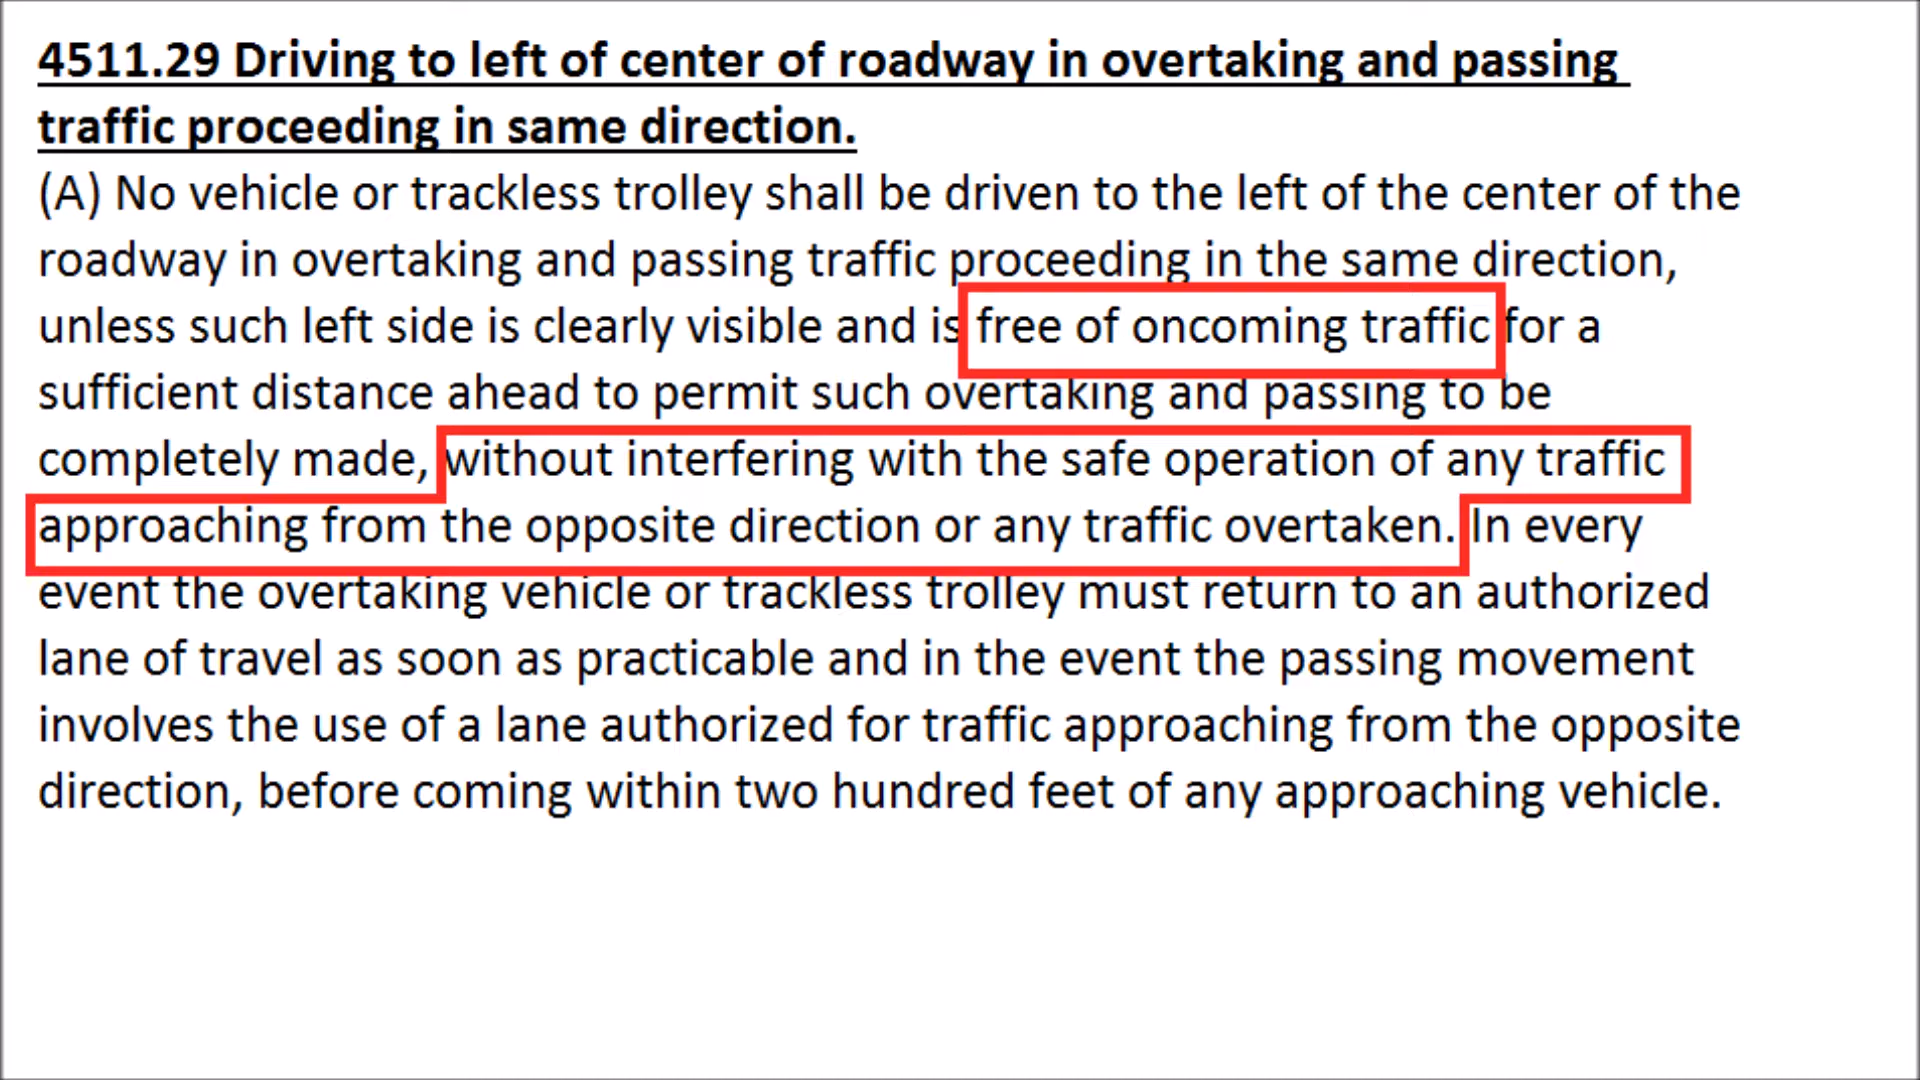 4511.29 Driving to left of center of roadway in overtaking and passing
traffic proceeding in same direction.
(A) No vehicle or trackless trolley shall be driven to the left of the center of the
roadway in overtaking and passing traffic proceeding in the same direction,
unless such left side is clearly visible and is free of oncoming traffic for a
sufficient distance ahead to permit such overtaking and passing to be
completely made, without interfering with the safe operation of any traffic
approaching from the opposite direction or any traffic overtaken. In every
event the overtaking vehicle or trackless trolley must return to an authorized
lane of travel as soon as practicable and in the event the passing movement
involves the use of a lane authorized for traffic approaching from the opposite
direction, before coming within two hundred feet of any approaching vehicle.